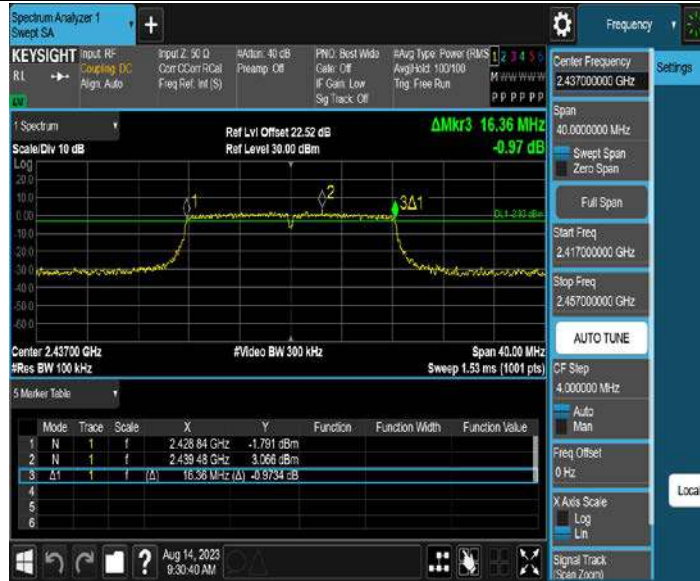 Spectrum Analyzer 1
Swept SA
+
Frequency
KEYSIGHT
Input: RF
Input Z: 50 Ω
#Atten: 40 dB
PNO: Best Wide
#Avg Type: Power (RMS
1 2 3 4 5 6
RL
Coupling: DC
Corr CCorr RCal
Preamp: Off
Gate: Off
Avg|Hold: 100/100
M W W W W W
Align: Auto
Freq Ref: Int (S)
IF Gain: Low
Trig: Free Run
Sig Track: Off
P P P P P P
Center Frequency
2.437000000 GHz
Settings
Span
40.0000000 MHz
Swept Span
Zero Span
Full Span
Start Freq
2.417000000 GHz
Stop Freq
2.457000000 GHz
AUTO TUNE
CF Step
4.000000 MHz
Auto
Man
Freq Offset
0 Hz
X Axis Scale
Log
Lin
Signal Track
(Span Zoom)
Local
1 Spectrum
Ref Lvl Offset 22.52 dB
ΔMkr3 16.36 MHz
Scale/Div 10 dB
Ref Level 30.00 dBm
-0.97 dB
Log
20.0
10.0
0.00
-10.0
-20.0
-30.0
-40.0
-50.0
-60.0
1
2
3Δ1
Center 2.43700 GHz
#Video BW 300 kHz
Span 40.00 MHz
#Res BW 100 kHz
Sweep 1.53 ms (1001 pts)
5 Marker Table
Mode Trace Scale X Y Function Function Width Function Value
1 N 1 f 2.428 84 GHz -1.791 dBm
2 N 1 f 2.439 48 GHz 3.066 dBm
3 Δ1 1 f (Δ) 16.36 MHz (Δ) -0.9734 dB
4
5
6
?
Aug 14, 2023
9:30:40 AM